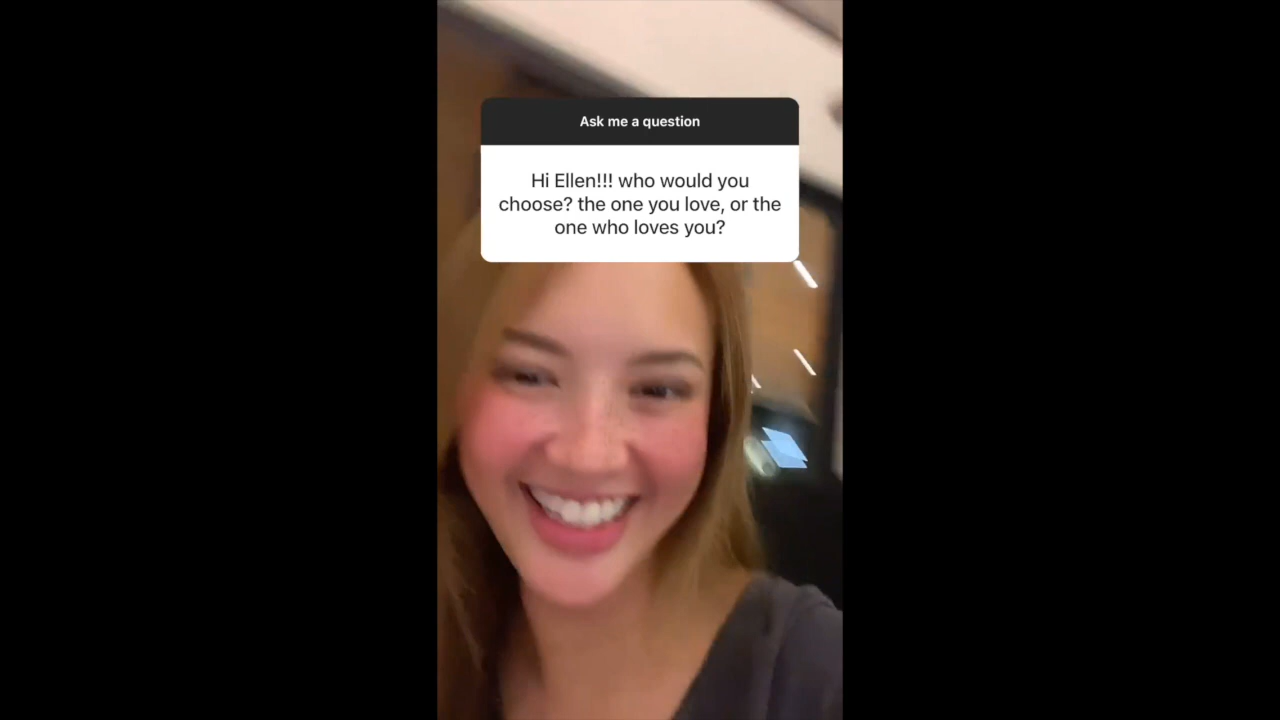 Ask me a question
Hi Ellen!!! who would you
choose? the one you love, or the
one who loves you?